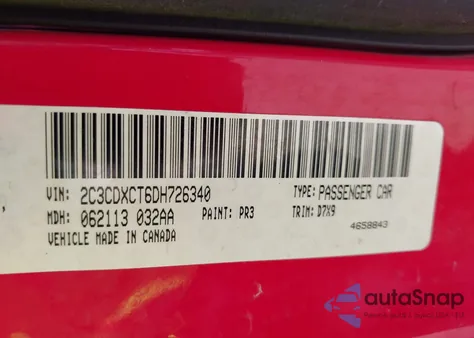 VIN: 2C3CDXCT6DH726340 TYPE: PASSENGER CAR
MDH: 062113 032AA PAINT: PR3 TRIM: D7X9
VEHICLE MADE IN CANADA 4658843
autoSnap